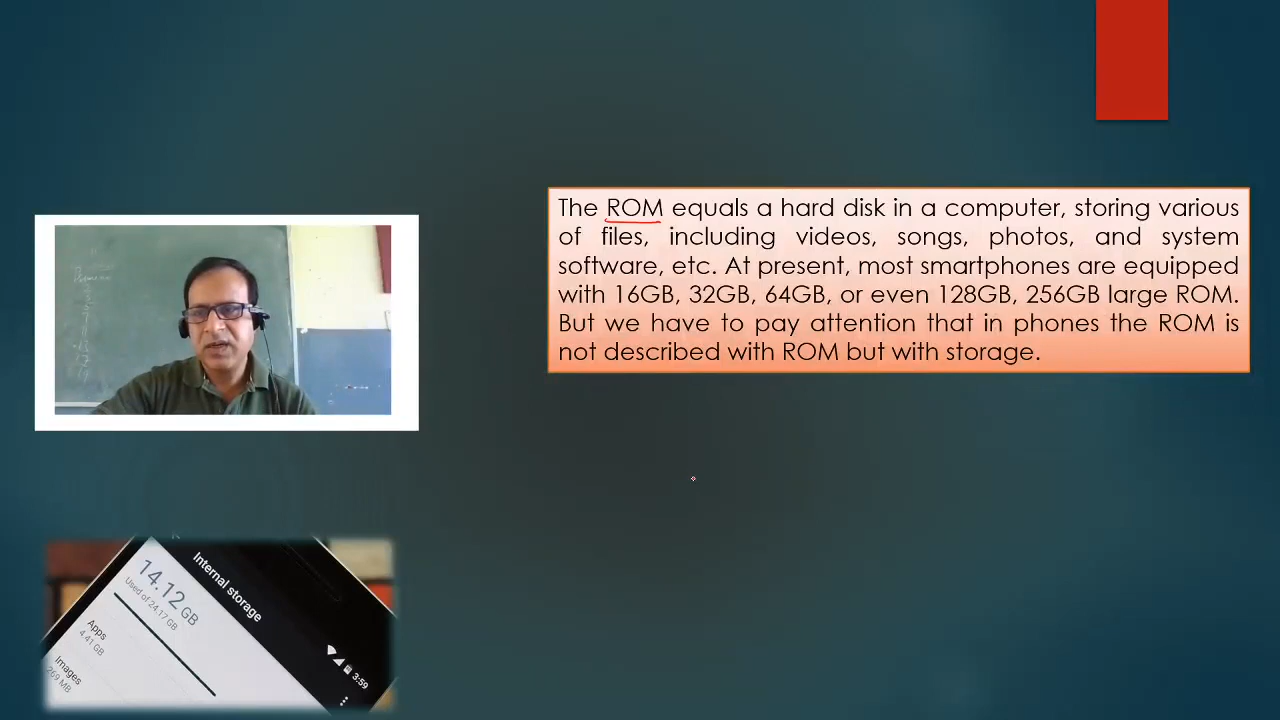 The ROM equals a hard disk in a computer, storing various
of files, including videos, songs, photos, and system
software, etc. At present, most smartphones are equipped
with 16GB, 32GB, 64GB, or even 128GB, 256GB large ROM.
But we have to pay attention that in phones the ROM is
not described with ROM but with storage.
Internal storage
3:59
14.12 GB
Used of 24.17 GB
Apps
4.41 GB
Images
269 MB